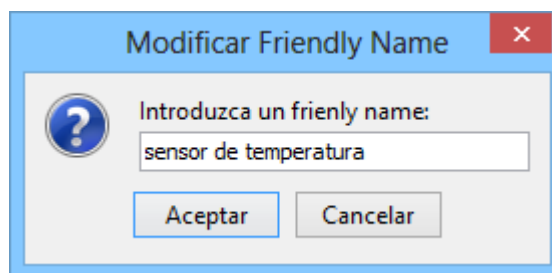 Modificar Friendly Name
Introduzca un frienly name:
sensor de temperatura
Aceptar Cancelar